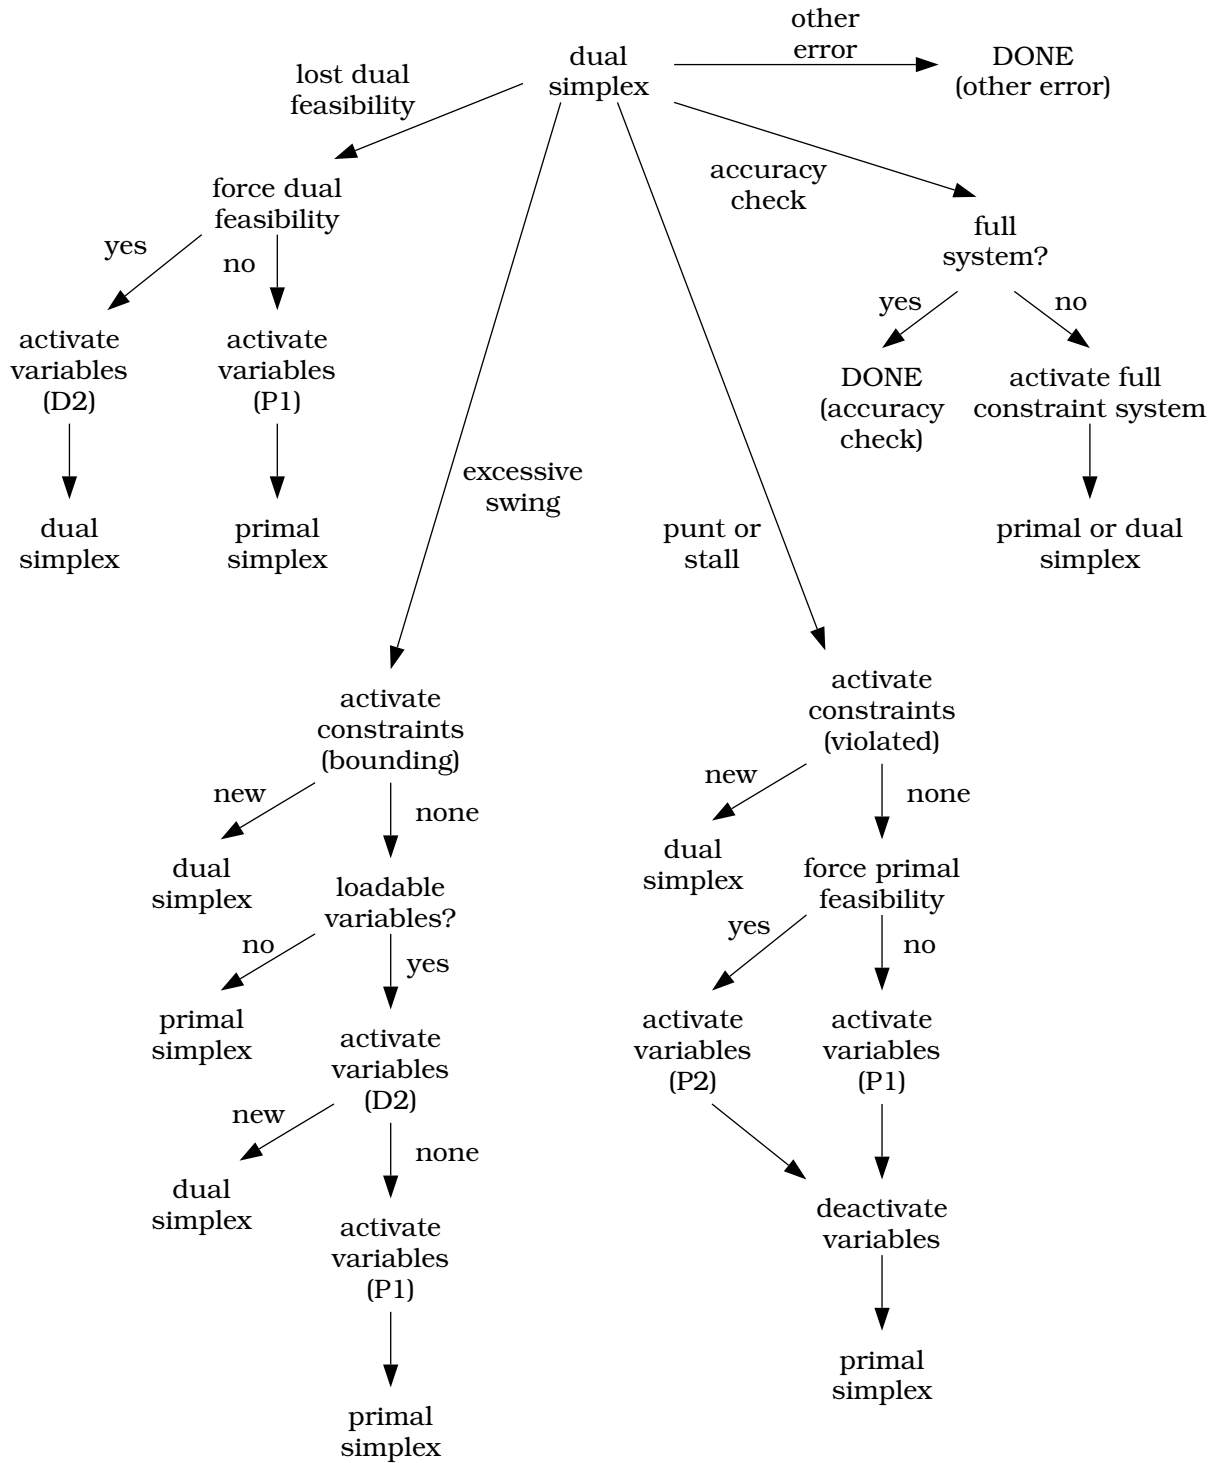 other
error
dual
simplex
DONE
(other error)
lost dual
feasibility
accuracy
check
force dual
feasibility
full
system?
yes
no
yes
no
activate
variables
(D2)
activate
variables
(P1)
DONE
(accuracy
check)
activate full
constraint system
excessive
swing
punt or
stall
dual
simplex
primal
simplex
primal or dual
simplex
activate
constraints
(bounding)
activate
constraints
(violated)
new
none
new
none
dual
simplex
loadable
variables?
dual
simplex
force primal
feasibility
no
yes
yes
no
primal
simplex
activate
variables
(D2)
activate
variables
(P2)
activate
variables
(P1)
new
none
dual
simplex
activate
variables
(P1)
deactivate
variables
primal
simplex
primal
simplex